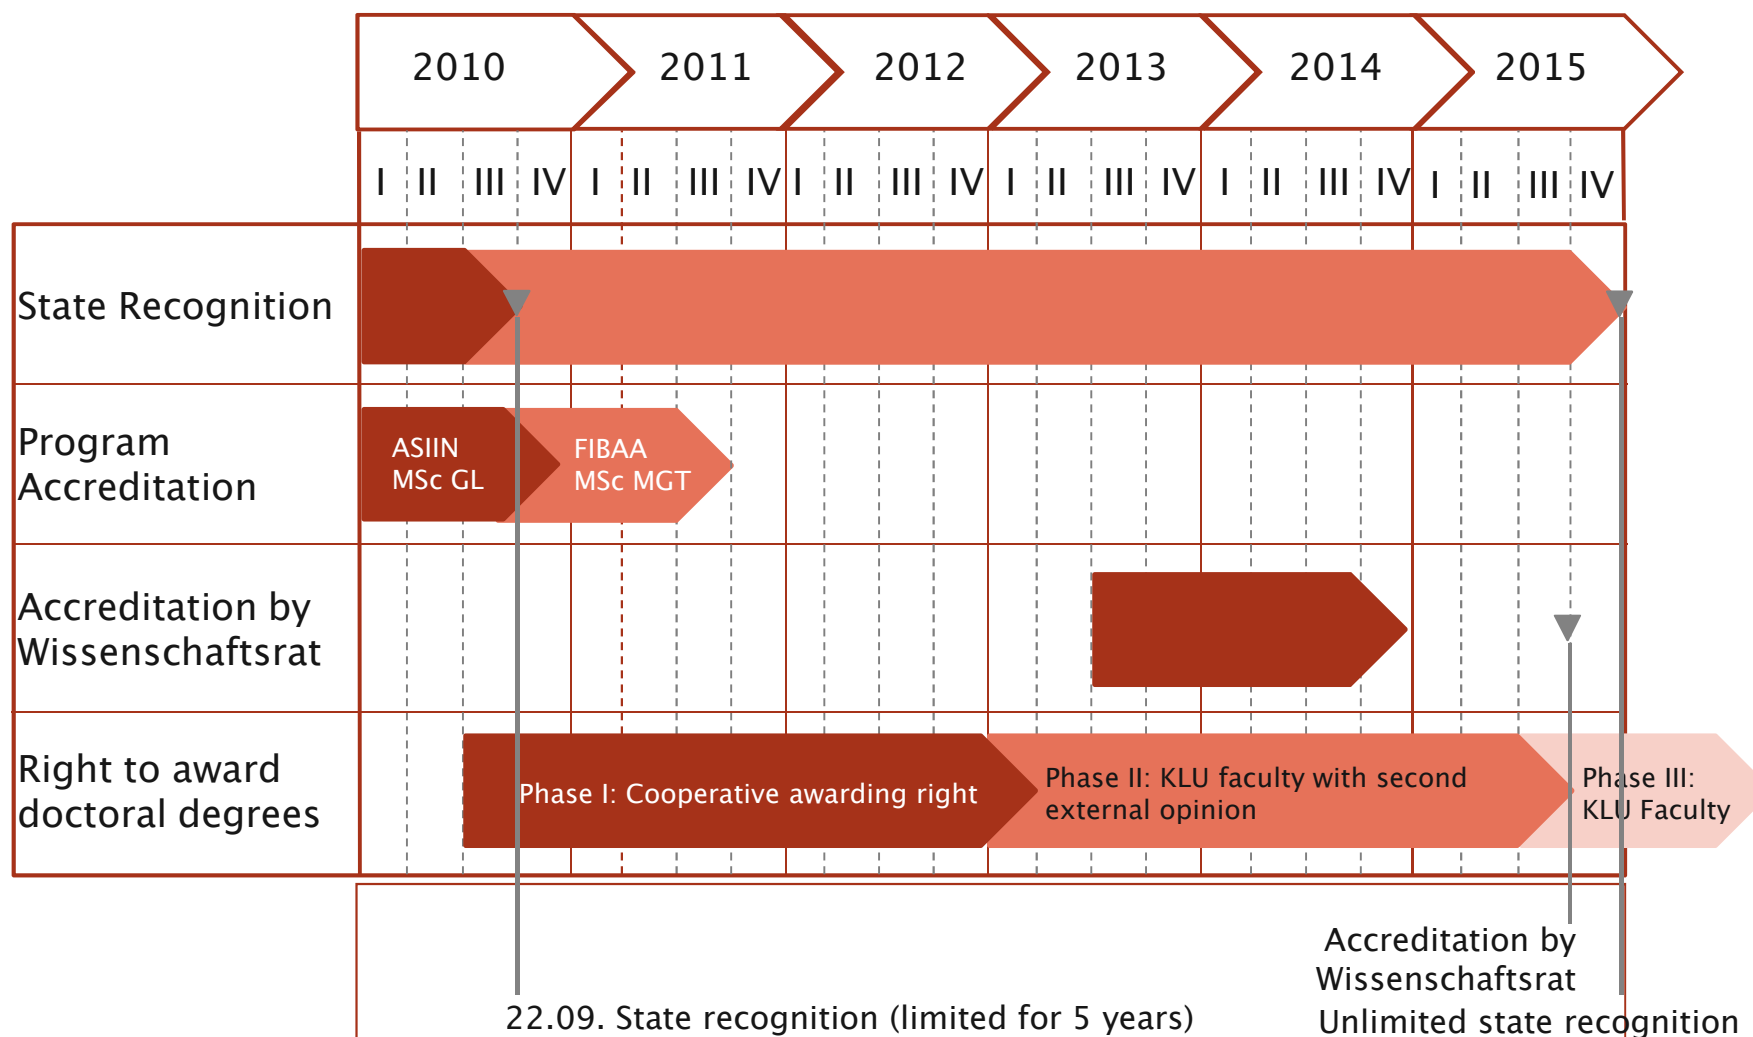 2010 2011 2012 2013 2014 2015
I II III IV I II III IV I II III IV I II III IV I II III IV I II III IV
State Recognition
Program
Accreditation
ASIIN
MSc GL
FIBAA
MSc MGT
Accreditation by
Wissenschaftsrat
Right to award
doctoral degrees
Phase I: Cooperative awarding right
Phase II: KLU faculty with second
external opinion
Phase III:
KLU Faculty
Accreditation by
Wissenschaftsrat
22.09. State recognition (limited for 5 years)
Unlimited state recognition